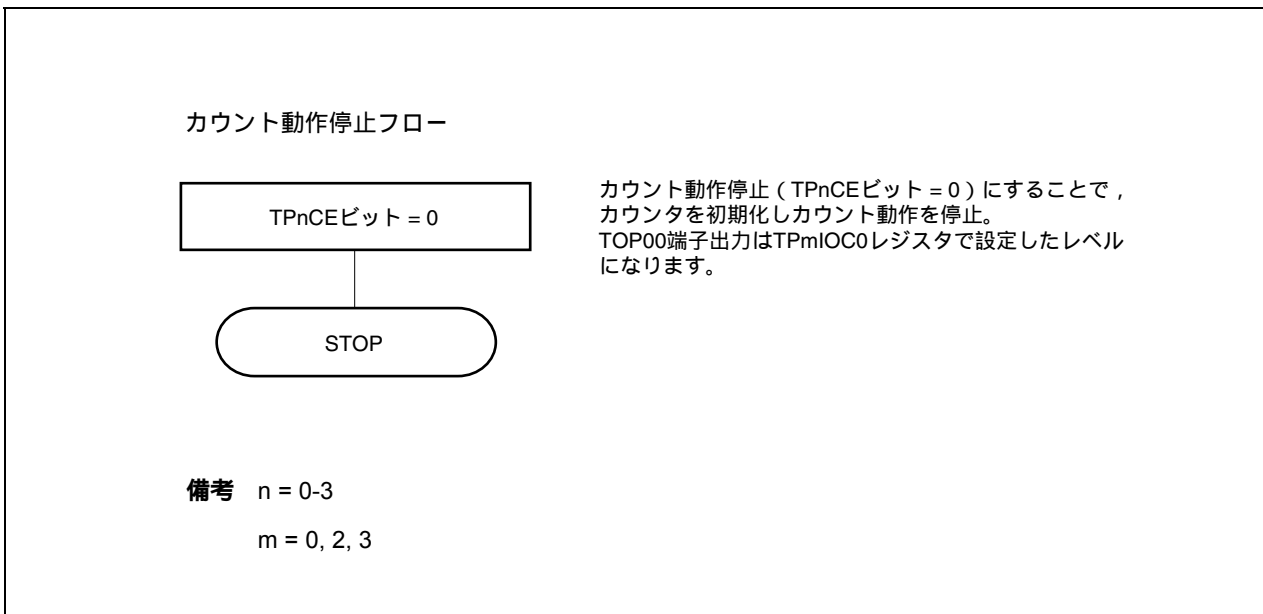 カウント動作停止フロー
TPnCEビット = 0
カウント動作停止（TPnCEビット = 0）にすることで，
カウンタを初期化しカウント動作を停止。
TOP00端子出力はTPmIOC0レジスタで設定したレベル
になります。
STOP
備考 n = 0-3
m = 0, 2, 3